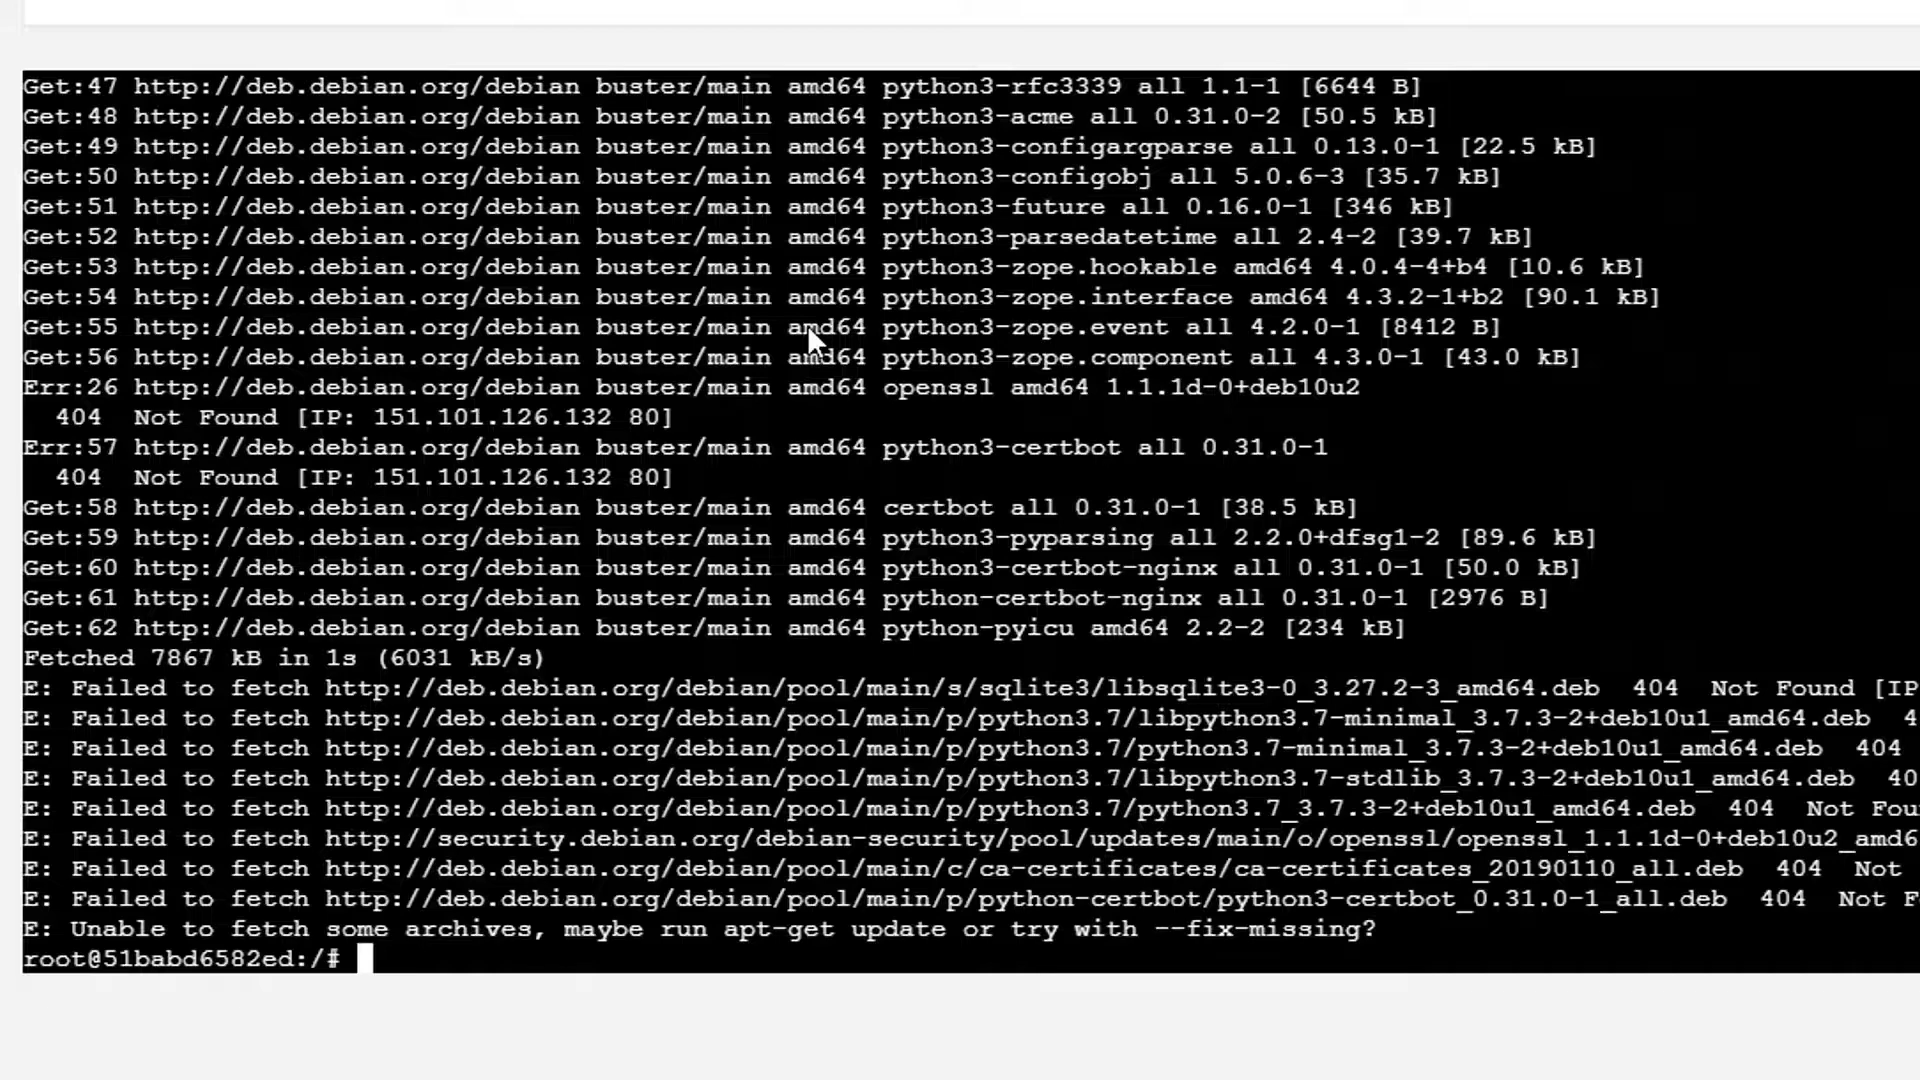 Get:47 http://deb.debian.org/debian buster/main amd64 python3-rfc3339 all 1.1-1 [6644 B]
Get:48 http://deb.debian.org/debian buster/main amd64 python3-acme all 0.31.0-2 [50.5 kB]
Get:49 http://deb.debian.org/debian buster/main amd64 python3-configargparse all 0.13.0-1 [22.5 kB]
Get:50 http://deb.debian.org/debian buster/main amd64 python3-configobj all 5.0.6-3 [35.7 kB]
Get:51 http://deb.debian.org/debian buster/main amd64 python3-future all 0.16.0-1 [346 kB]
Get:52 http://deb.debian.org/debian buster/main amd64 python3-parsedatetime all 2.4-2 [39.7 kB]
Get:53 http://deb.debian.org/debian buster/main amd64 python3-zope.hookable amd64 4.0.4-4+b4 [10.6 kB]
Get:54 http://deb.debian.org/debian buster/main amd64 python3-zope.interface amd64 4.3.2-1+b2 [90.1 kB]
Get:55 http://deb.debian.org/debian buster/main amd64 python3-zope.event all 4.2.0-1 [8412 B]
Get:56 http://deb.debian.org/debian buster/main amd64 python3-zope.component all 4.3.0-1 [43.0 kB]
Err:26 http://deb.debian.org/debian buster/main amd64 openssl amd64 1.1.1d-0+deb10u2
404 Not Found [IP: 151.101.126.132 80]
Err:57 http://deb.debian.org/debian buster/main amd64 python3-certbot all 0.31.0-1
404 Not Found [IP: 151.101.126.132 80]
Get:58 http://deb.debian.org/debian buster/main amd64 certbot all 0.31.0-1 [38.5 kB]
Get:59 http://deb.debian.org/debian buster/main amd64 python3-pyparsing all 2.2.0+dfsg1-2 [89.6 kB]
Get:60 http://deb.debian.org/debian buster/main amd64 python3-certbot-nginx all 0.31.0-1 [50.0 kB]
Get:61 http://deb.debian.org/debian buster/main amd64 python-certbot-nginx all 0.31.0-1 [2976 B]
Get:62 http://deb.debian.org/debian buster/main amd64 python-pyicu amd64 2.2-2 [234 kB]
Fetched 7867 kB in 1s (6031 kB/s)
E: Failed to fetch http://deb.debian.org/debian/pool/main/s/sqlite3/libsqlite3-0_3.27.2-3_amd64.deb 404 Not Found [IP
E: Failed to fetch http://deb.debian.org/debian/pool/main/p/python3.7/libpython3.7-minimal_3.7.3-2+deb10u1_amd64.deb 4
E: Failed to fetch http://deb.debian.org/debian/pool/main/p/python3.7/python3.7-minimal_3.7.3-2+deb10u1_amd64.deb 404
E: Failed to fetch http://deb.debian.org/debian/pool/main/p/python3.7/libpython3.7-stdlib_3.7.3-2+deb10u1_amd64.deb 40
E: Failed to fetch http://deb.debian.org/debian/pool/main/p/python3.7/python3.7_3.7.3-2+deb10u1_amd64.deb 404 Not Fou
E: Failed to fetch http://security.debian.org/debian-security/pool/updates/main/o/openssl/openssl_1.1.1d-0+deb10u2_amd6
E: Failed to fetch http://deb.debian.org/debian/pool/main/c/ca-certificates/ca-certificates_20190110_all.deb 404 Not
E: Failed to fetch http://deb.debian.org/debian/pool/main/p/python-certbot/python3-certbot_0.31.0-1_all.deb 404 Not F
E: Unable to fetch some archives, maybe run apt-get update or try with --fix-missing?
root@51babd6582ed:/#